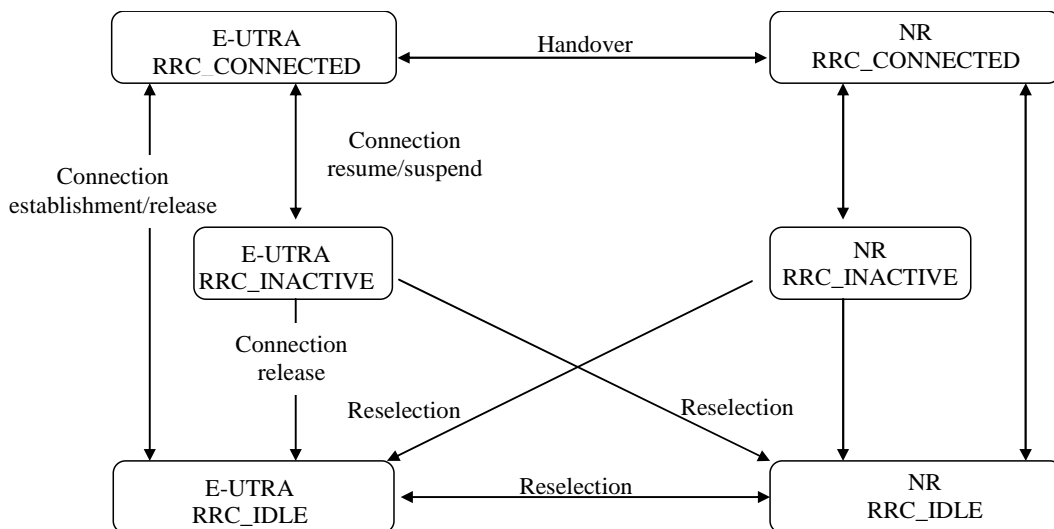 E-UTRA
RRC_CONNECTED
Handover
NR
RRC_CONNECTED
Connection
resume/suspend
Connection
establishment/release
E-UTRA
RRC_INACTIVE
NR
RRC_INACTIVE
Connection
release
Reselection
Reselection
E-UTRA
RRC_IDLE
Reselection
NR
RRC_IDLE